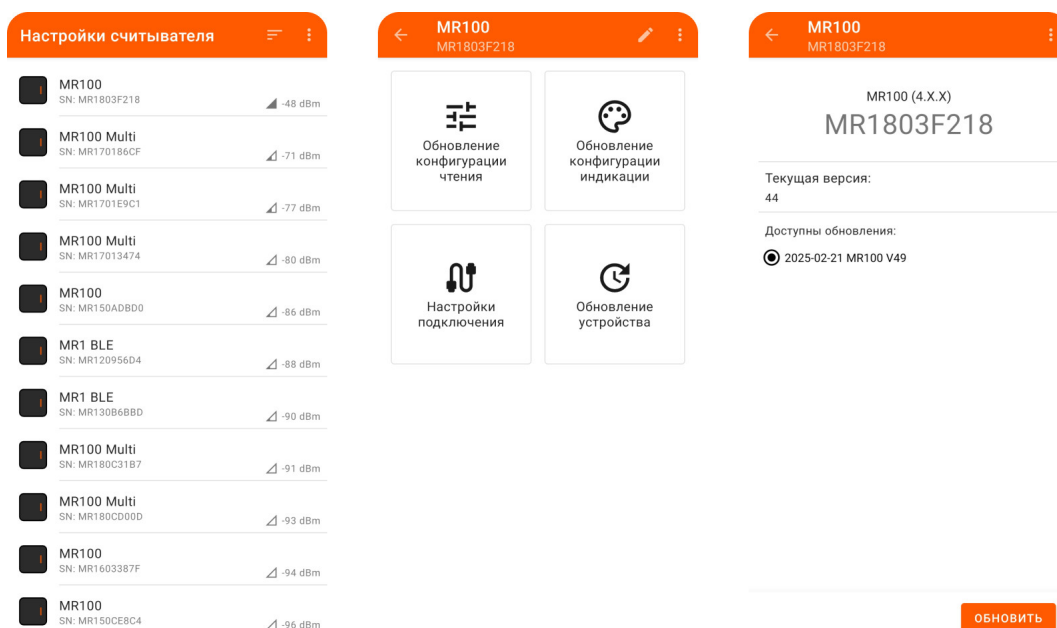 Настройки считывателя
MR100
SN: MR1803F218
-48 dBm
MR100 Multi
SN: MR170186CF
-71 dBm
MR100 Multi
SN: MR1701E9C1
-77 dBm
MR100 Multi
SN: MR17013474
-80 dBm
MR100
SN: MR150ADBD0
-86 dBm
MR1 BLE
SN: MR120956D4
-88 dBm
MR1 BLE
SN: MR130B6BBD
-90 dBm
MR100 Multi
SN: MR180C31B7
-91 dBm
MR100 Multi
SN: MR180CD00D
-93 dBm
MR100
SN: MR1603387F
-94 dBm
MR100
SN: MR150CE8C4
-96 dBm
MR100
MR1803F218
Обновление
конфигурации
чтения
Обновление
конфигурации
индикации
Настройки
подключения
Обновление
устройства
MR100
MR1803F218
MR100 (4.X.X)
MR1803F218
Текущая версия:
44
Доступны обновления:
2025-02-21 MR100 V49
ОБНОВИТЬ